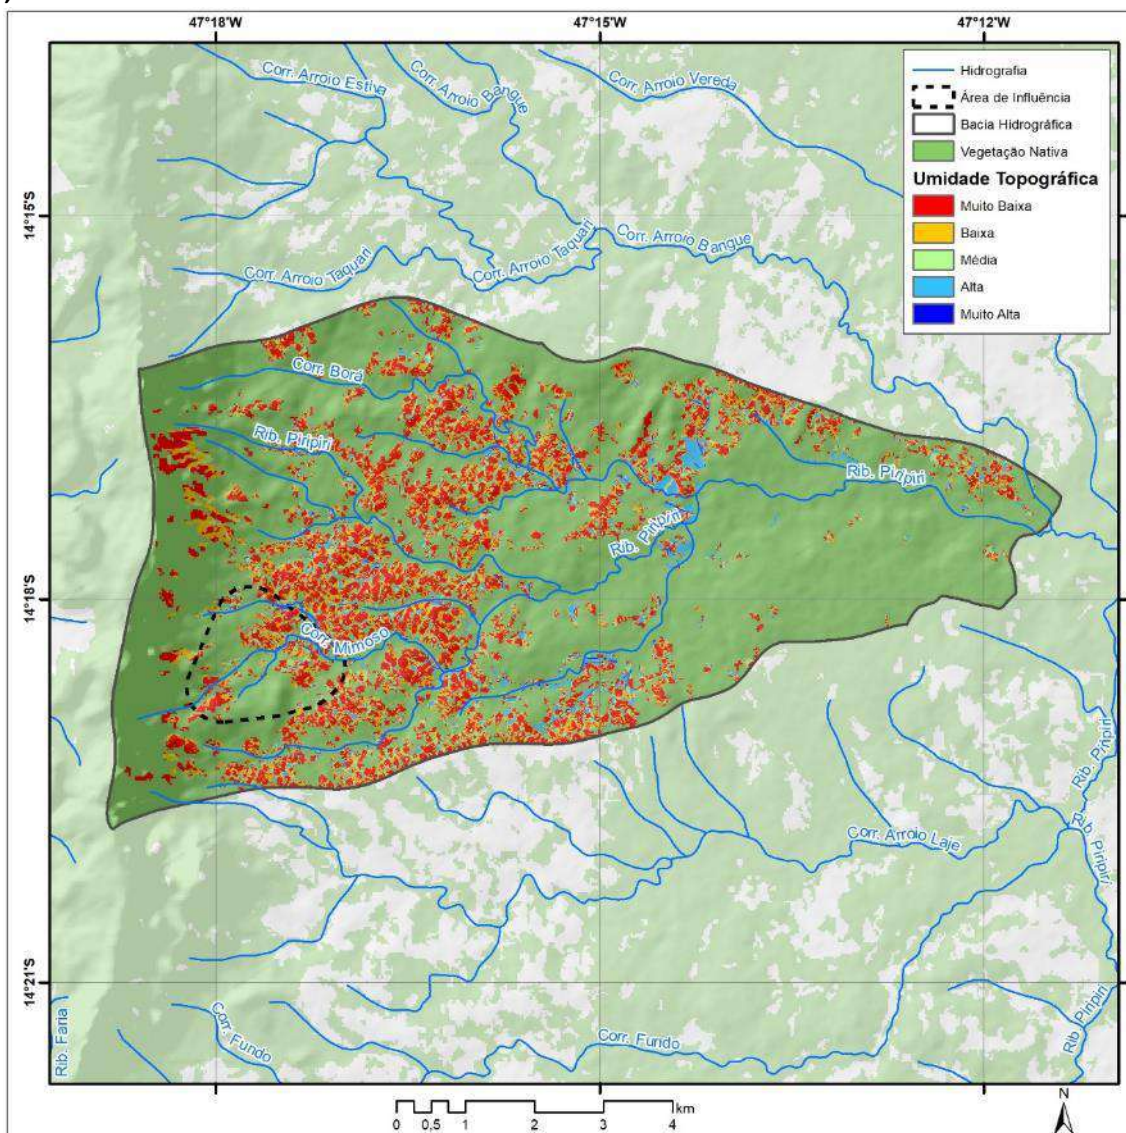 47°18'W 47°15'W 47°12'W
Corr. Arroio Estiva
Corr. Arroio Bangue
Corr. Arroio Vereda
Hidrografia
Área de Influência
Bacia Hidrográfica
Vegetação Nativa
Umidade Topográfica
Muito Baixa
Baixa
Média
Alta
Muito Alta
14°15'S
Corr. Arroio Taquari
Corr. Arroio Taquari
Corr. Arroio Bangue
Corr. Borá
Rib. Piripiri
Rib. Piripiri
Rib. Piripiri
14°18'S
Corr. Mimoso
Rib. Piripiri
Rib. Piripiri
Corr. Arroio Laje
14°21'S
Rib. Faria
Corr. Fundo
Corr. Fundo
Rib. Piripiri
N
km
0 0,5 1 2 3 4